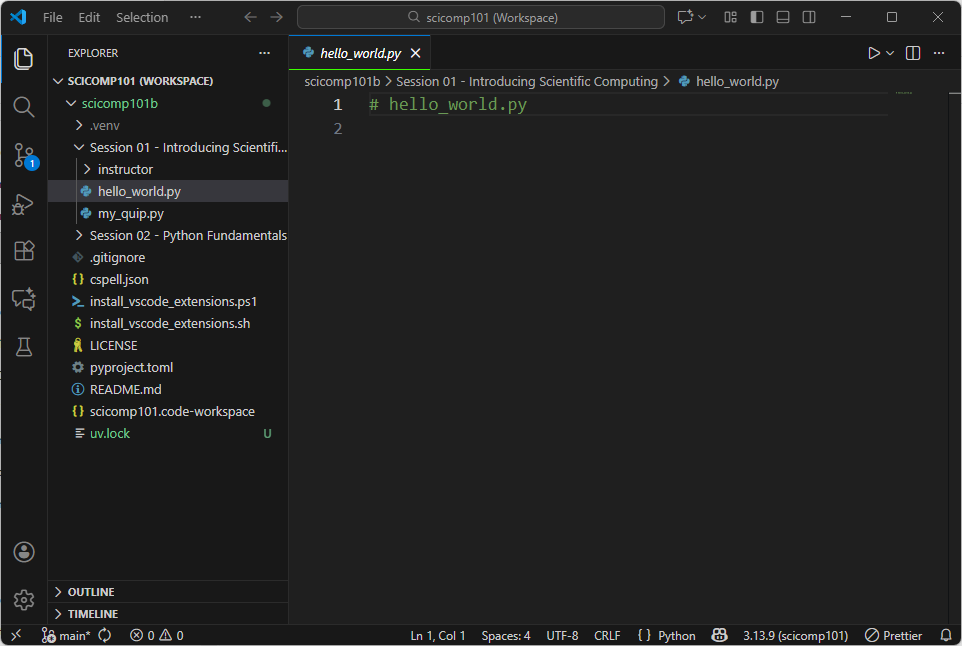 File Edit Selection ··· scicomp101 (Workspace)
EXPLORER ···
hello_world.py
SCICOMP101 (WORKSPACE)
scicomp101b
.venv
Session 01 - Introducing Scientifi...
instructor
hello_world.py
my_quip.py
Session 02 - Python Fundamentals
.gitignore
{} cspell.json
install_vscode_extensions.ps1
$ install_vscode_extensions.sh
LICENSE
pyproject.toml
README.md
{} scicomp101.code-workspace
uv.lock U
OUTLINE
TIMELINE
1
scicomp101b > Session 01 - Introducing Scientific Computing > hello_world.py
1 # hello_world.py
2
main* 0 0 Ln 1, Col 1 Spaces: 4 UTF-8 CRLF { } Python 3.13.9 (scicomp101) Prettier